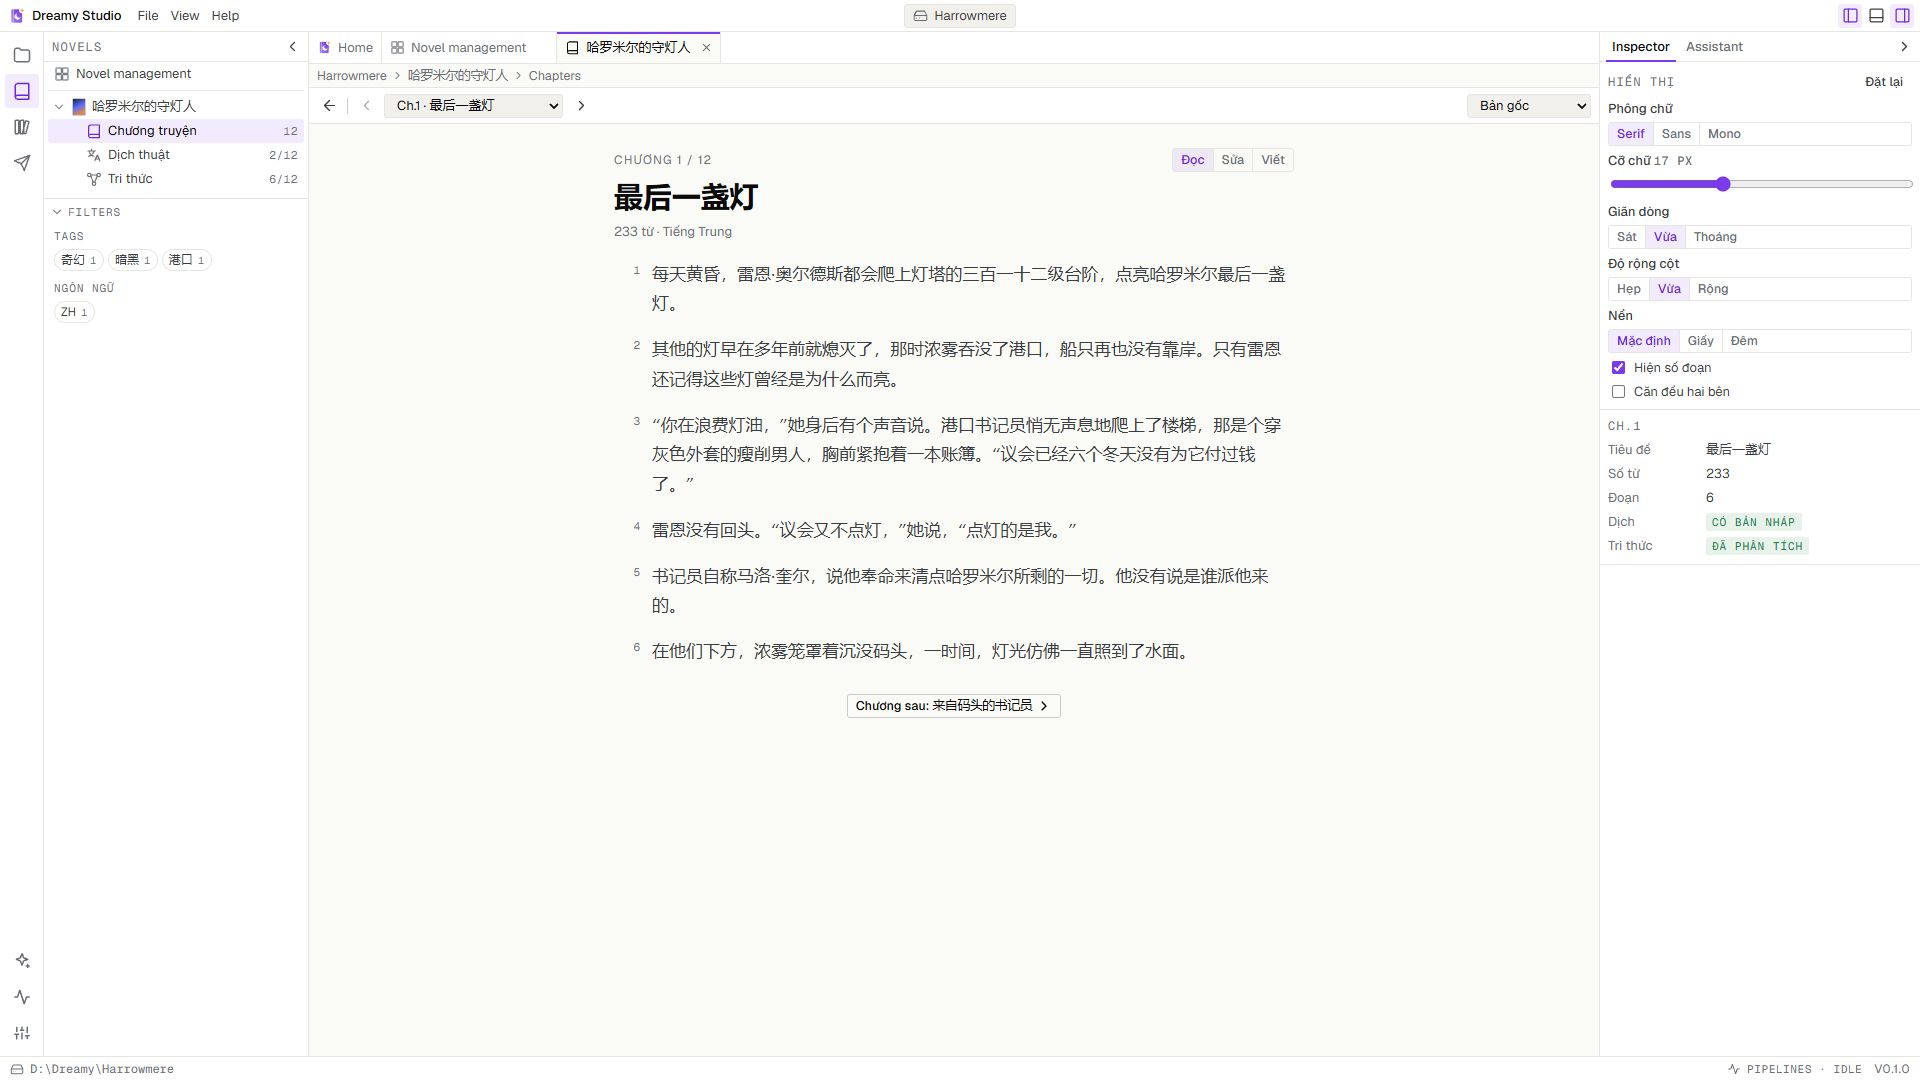 Dreamy Studio File View Help
Harrowmere
NOVELS
Novel management
哈罗米尔的守灯人
Chương truyện 12
Dịch thuật 2/12
Tri thức 6/12
FILTERS
TAGS
奇幻 1 暗黑 1 港口 1
NGÔN NGỮ
ZH 1
Home Novel management 哈罗米尔的守灯人
Harrowmere > 哈罗米尔的守灯人 > Chapters
Ch.1 · 最后一盏灯
Bản gốc
CHƯƠNG 1 / 12
Đọc Sửa Viết
最后一盏灯
233 từ · Tiếng Trung
1 每天黄昏，雷恩·奥尔德斯都会爬上灯塔的三百一十二级台阶，点亮哈罗米尔最后一盏
灯。
2 其他的灯早在多年前就熄灭了，那时浓雾吞没了港口，船只再也没有靠岸。只有雷恩
还记得这些灯曾经是为什么而亮。
3 “你在浪费灯油，”她身后有个声音说。港口书记员悄无声息地爬上了楼梯，那是个穿
灰色外套的瘦削男人，胸前紧抱着一本账簿。“议会已经六个冬天没有为它付过钱
了。”
4 雷恩没有回头。“议会又不点灯，”她说，“点灯的是我。”
5 书记员自称马洛·奎尔，说他奉命来清点哈罗米尔所剩的一切。他没有说是谁派他来
的。
6 在他们下方，浓雾笼罩着沉没码头，一时间，灯光仿佛一直照到了水面。
Chương sau: 来自码头的书记员
Inspector Assistant
HIỂN THỊ Đặt lại
Phông chữ
Serif Sans Mono
Cỡ chữ 17 PX
Giãn dòng
Sát Vừa Thoáng
Độ rộng cột
Hẹp Vừa Rộng
Nền
Mặc định Giấy Đêm
Hiện số đoạn
Căn đều hai bên
CH.1
Tiêu đề 最后一盏灯
Số từ 233
Đoạn 6
Dịch CÓ BẢN NHÁP
Tri thức ĐÃ PHÂN TÍCH
D:\Dreamy\Harrowmere
PIPELINES · IDLE V0.1.0